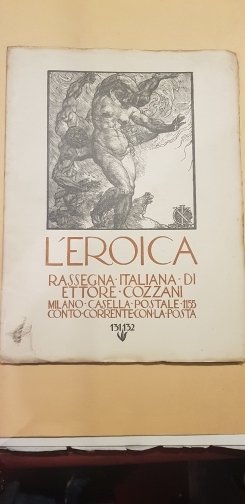 L'EROICA
RASSEGNA·ITALIANA·DI
ETTORE·COZZANI
MILANO·CASELLA·POSTALE·1155
CONTO·CORRENTE·CON·LA·POSTA
131,132